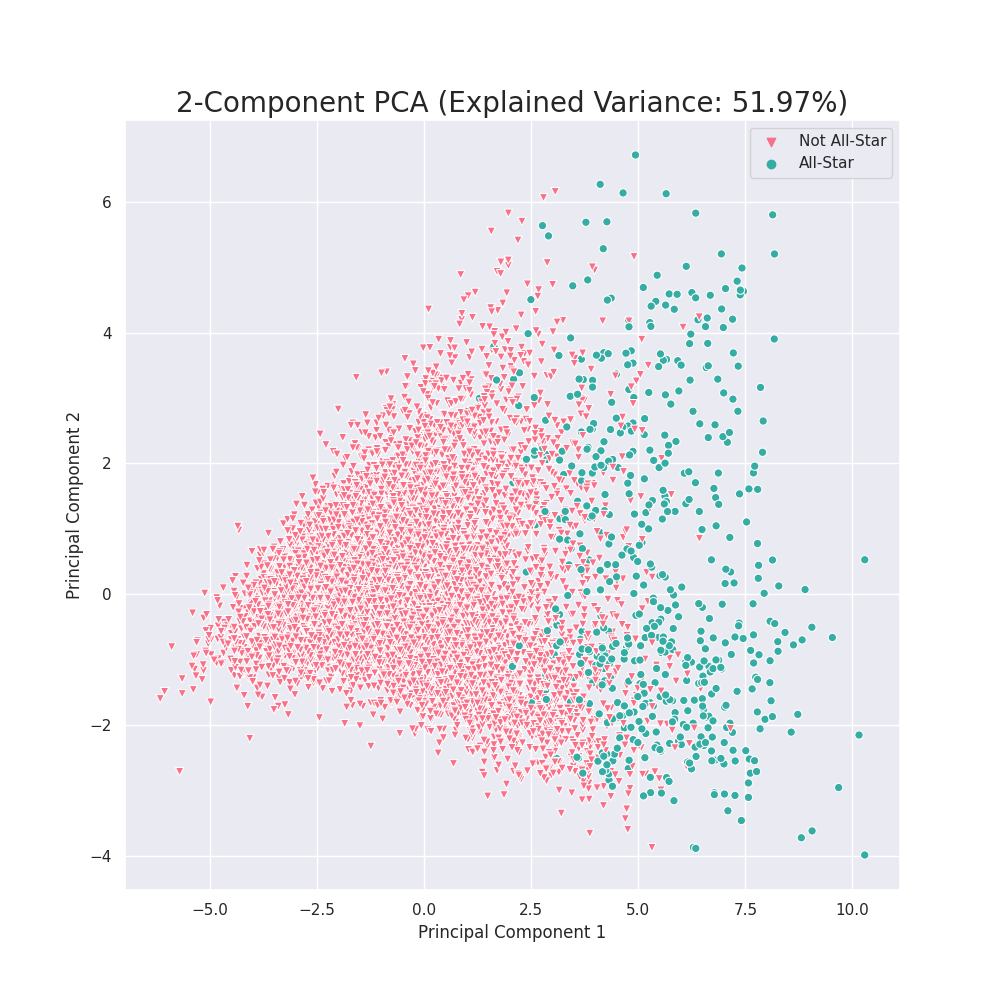 2-Component PCA (Explained Variance: 51.97%)
Not All-Star
All-Star
6
4
2
0
−2
−4
Principal Component 2
−5.0
−2.5
0.0
2.5
5.0
7.5
10.0
Principal Component 1